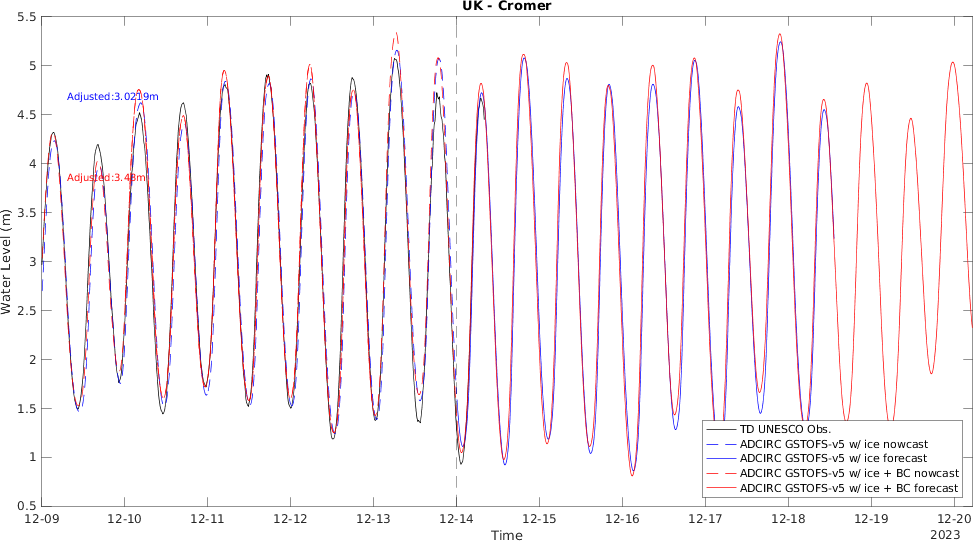 UK - Cromer
5.5
5
4.5
4
3.5
3
2.5
2
1.5
1
0.5
Water Level (m)
Adjusted:3.0219m
Adjusted:3.48m
TD UNESCO Obs.
ADCIRC GSTOFS-v5 w/ ice nowcast
ADCIRC GSTOFS-v5 w/ ice forecast
ADCIRC GSTOFS-v5 w/ ice + BC nowcast
ADCIRC GSTOFS-v5 w/ ice + BC forecast
12-09 12-10 12-11 12-12 12-13 12-14 12-15 12-16 12-17 12-18 12-19 12-20
Time
2023